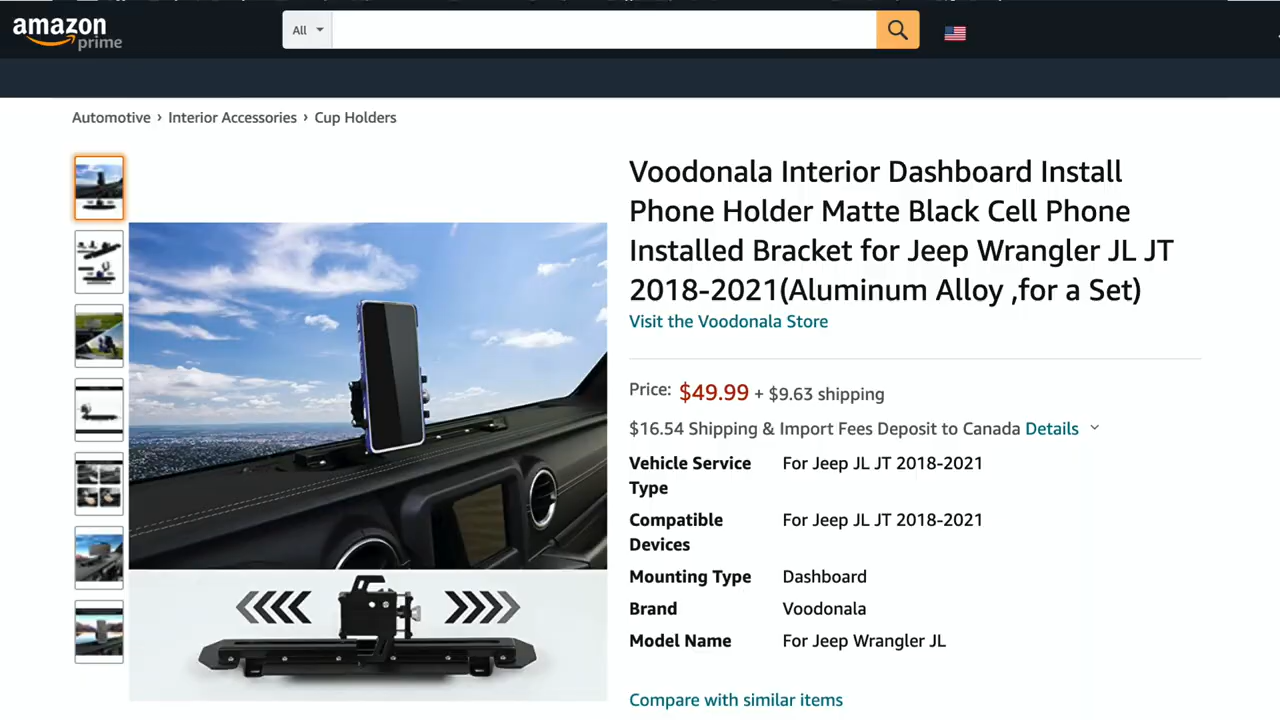 amazon
prime
All
Automotive › Interior Accessories › Cup Holders
Voodonala Interior Dashboard Install
Phone Holder Matte Black Cell Phone
Installed Bracket for Jeep Wrangler JL JT
2018-2021(Aluminum Alloy ,for a Set)
Visit the Voodonala Store
Price: $49.99 + $9.63 shipping
$16.54 Shipping & Import Fees Deposit to Canada Details
Vehicle Service Type For Jeep JL JT 2018-2021
Compatible Devices For Jeep JL JT 2018-2021
Mounting Type Dashboard
Brand Voodonala
Model Name For Jeep Wrangler JL
Compare with similar items